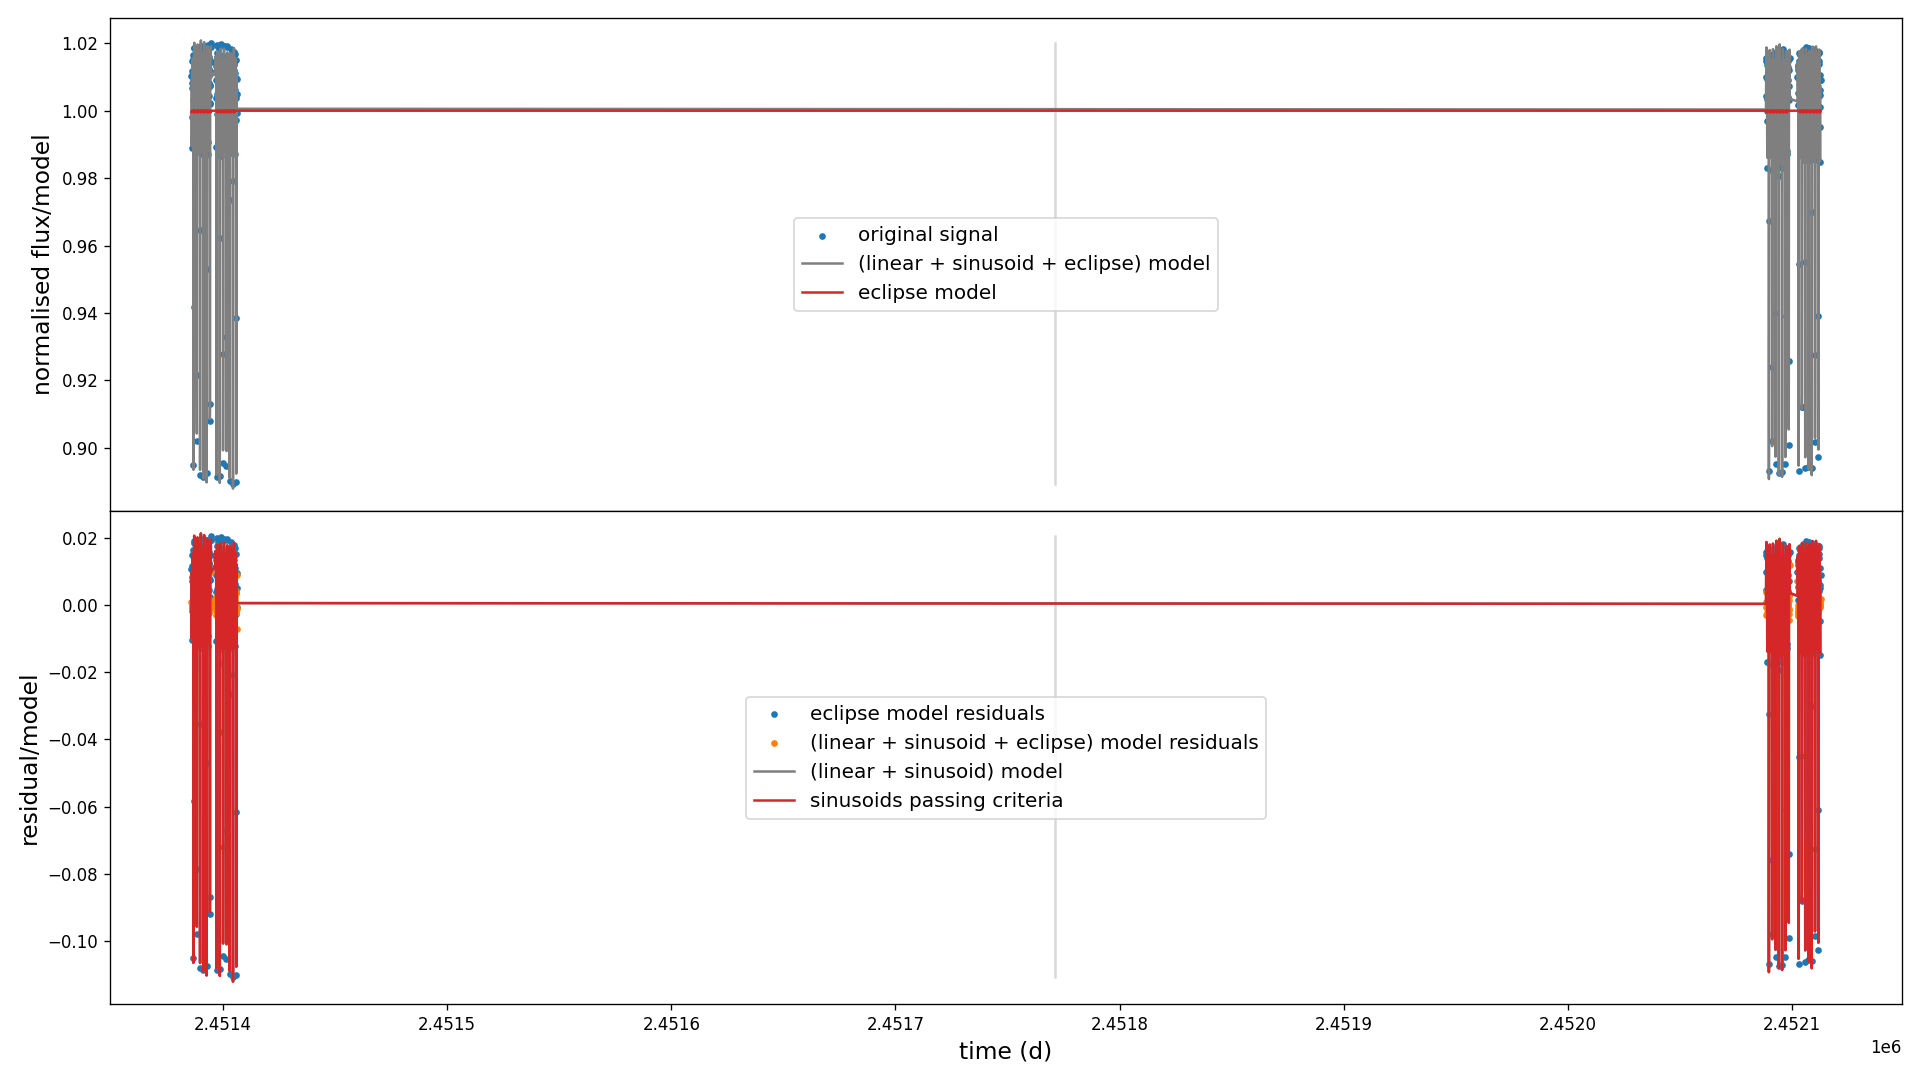 1.02
1.00
0.98
0.96
0.94
0.92
0.90
normalised flux/model
original signal
(linear + sinusoid + eclipse) model
eclipse model
0.02
0.00
−0.02
−0.04
−0.06
−0.08
−0.10
residual/model
eclipse model residuals
(linear + sinusoid + eclipse) model residuals
(linear + sinusoid) model
sinusoids passing criteria
2.4514 2.4515 2.4516 2.4517 2.4518 2.4519 2.4520 2.4521
1e6
time (d)